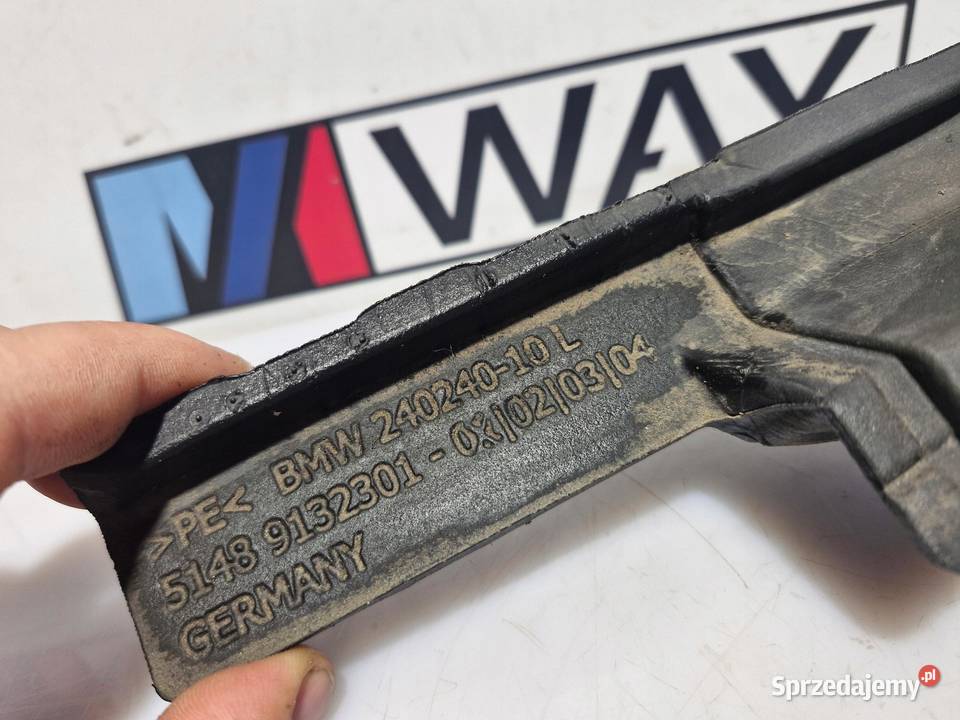 M WAY
>PE< BMW 240240-10 L
5148 9132301 - 0X|02|03|04
GERMANY
Sprzedajemy.pl